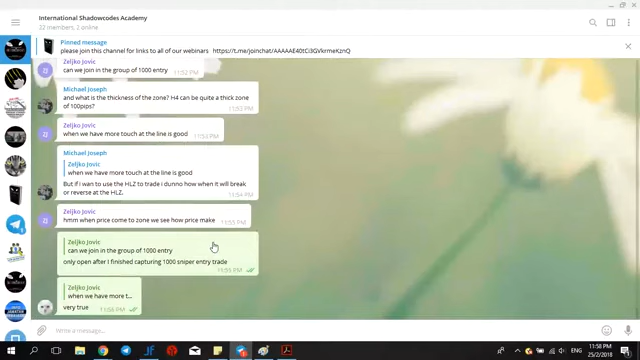 International Shadowcodes Academy
22 members, 2 online
Pinned message
please join this channel for links to all of our webinars https://t.me/joinchat/AAAAAE40tCi3GVkrmeKznQ
Zeljko Jovic
can we join in the group of 1000 entry
11:52 PM
Michael Joseph
and what is the thickness of the zone? H4 can be quite a thick zone
of 100pips?
11:53 PM
Zeljko Jovic
when we have more touch at the line is good
11:53 PM
Michael Joseph
Zeljko Jovic
when we have more touch at the line is good
But if i wan to use the HLZ to trade i dunno how when it will break
or reverse at the HLZ.
11:54 PM
Zeljko Jovic
hmm when price come to zone we see how price make
11:55 PM
Zeljko Jovic
can we join in the group of 1000 entry
only open after I finished capturing 1000 sniper entry trade
11:55 PM
Zeljko Jovic
when we have more t...
very true
11:56 PM
Write a message...
ENG
11:58 PM
25/2/2018